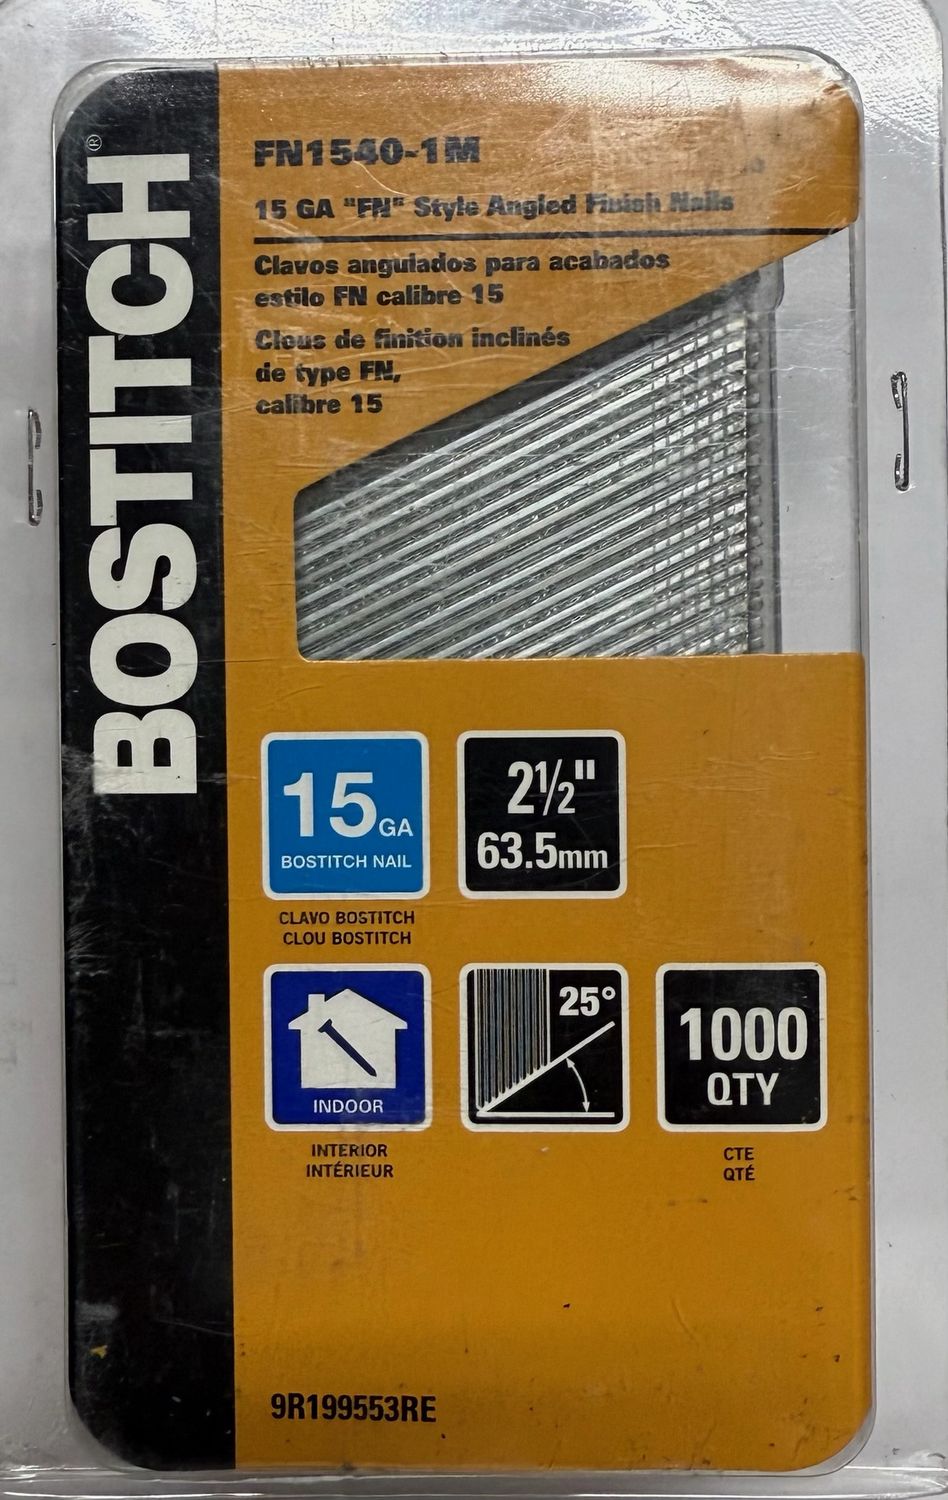 BOSTITCH®
FN1540-1M
15 GA "FN" Style Angled Finish Nails
Clavos angulados para acabados
estilo FN calibre 15
Clous de finition inclinés
de type FN,
calibre 15
15 GA
BOSTITCH NAIL
CLAVO BOSTITCH
CLOU BOSTITCH
2½"
63.5mm
INDOOR
INTERIOR
INTÉRIEUR
25°
1000
QTY
CTE
QTÉ
9R199553RE